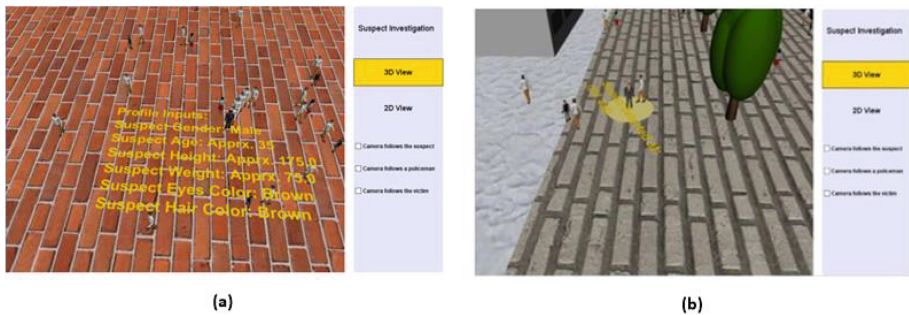 Profile Inputs:
Suspect Gender: Male
Suspect Age: Apprx. 35
Suspect Height: Apprx. 175.0
Suspect Weight: Apprx. 75.0
Suspect Eyes Color: Brown
Suspect Hair Color: Brown
Suspect Investigation
3D View
2D View
Camera follows the suspect
Camera follows a policeman
Camera follows the victim
(a)
Suspect Investigation
3D View
2D View
Camera follows the suspect
Camera follows a policeman
Camera follows the victim
(b)